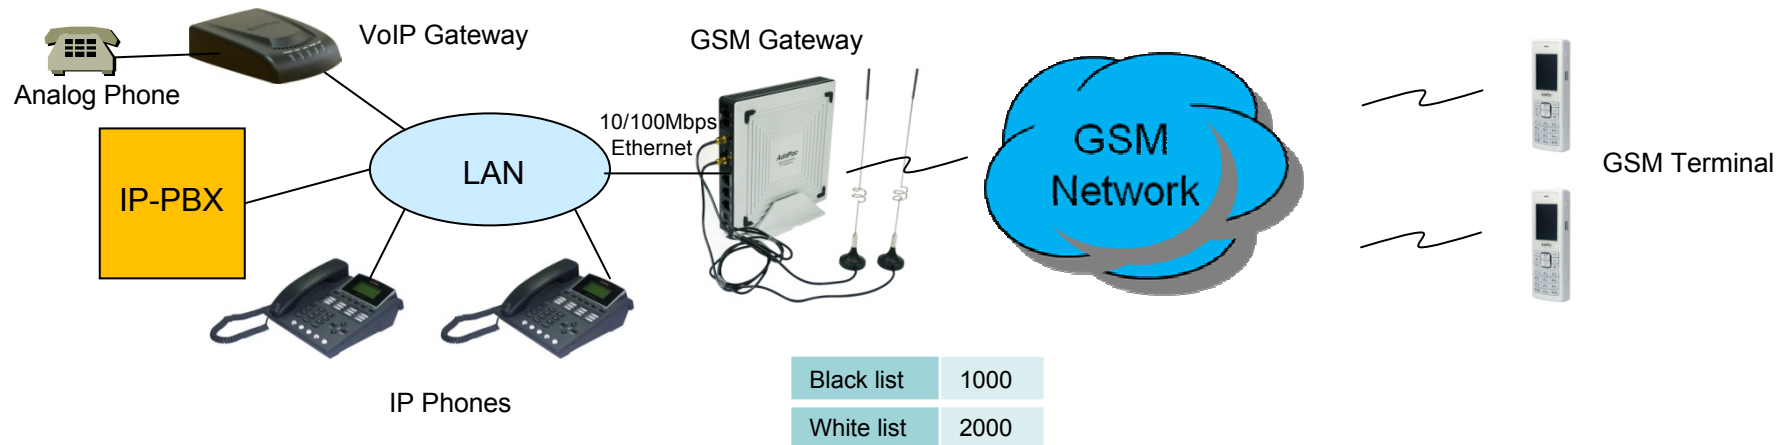 VoIP Gateway
GSM Gateway
Analog Phone
10/100Mbps
Ethernet
AddPac
GSM
Network
GSM Terminal
LAN
IP-PBX
IP Phones
Black list 1000
White list 2000